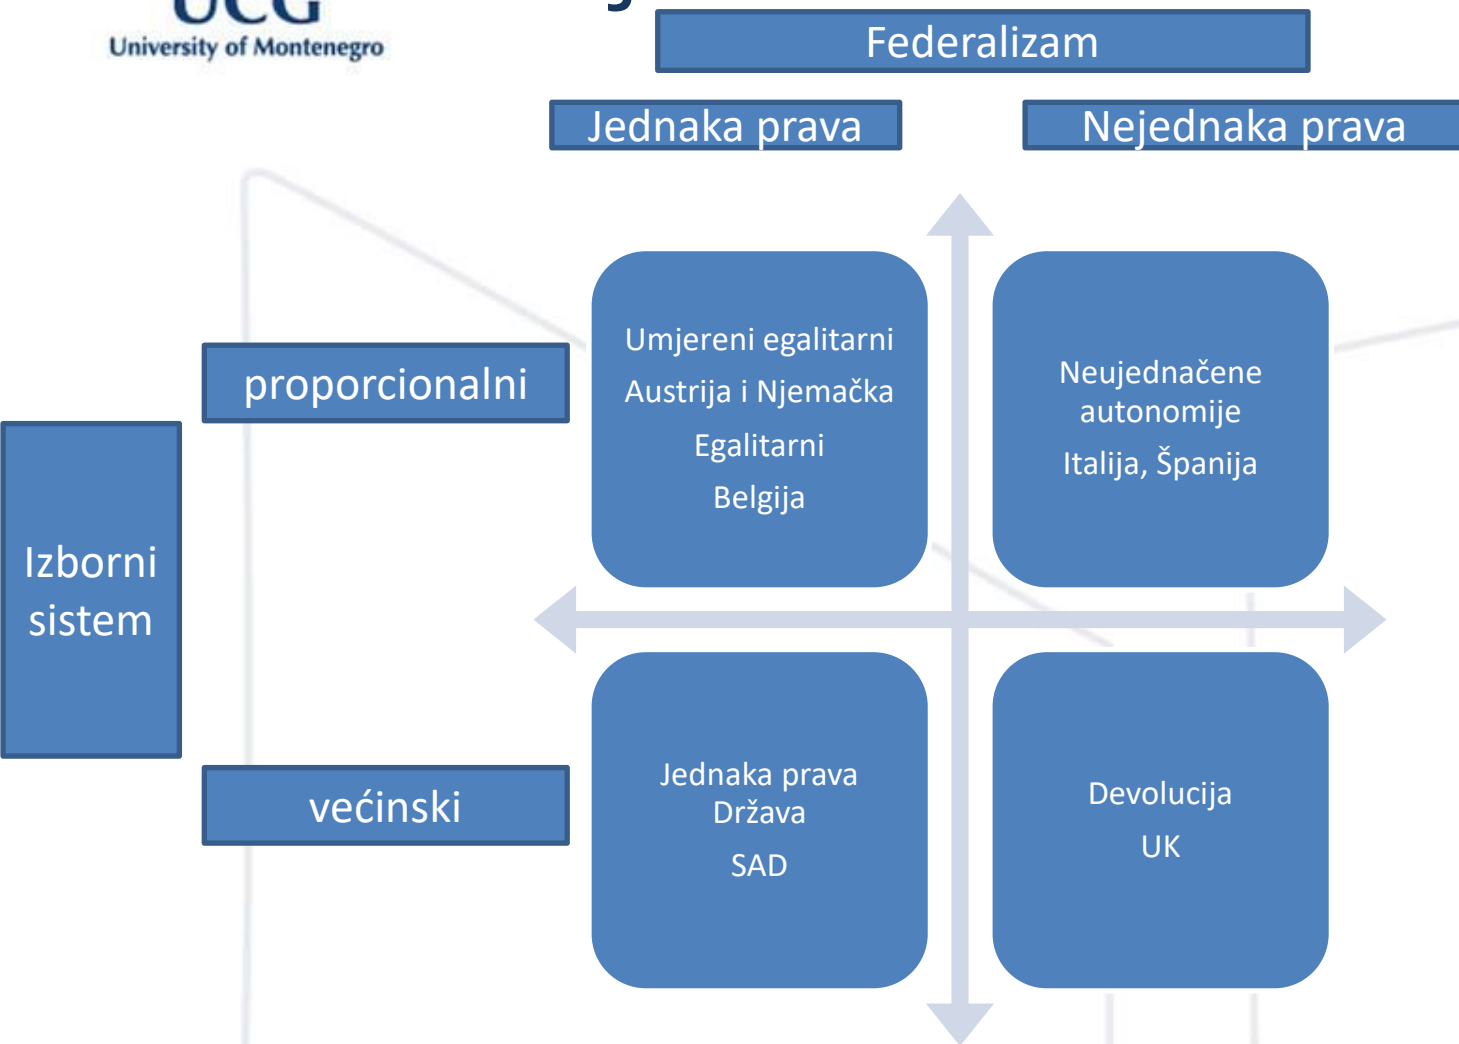 UCG
University of Montenegro
Federalizam
Jednaka prava
Nejednaka prava
Umjereni egalitarni
Austrija i Njemačka
Egalitarni
Belgija
Neujednačene
autonomije
Italija, Španija
proporcionalni
Izborni
sistem
većinski
Jednaka prava
Država
SAD
Devolucija
UK